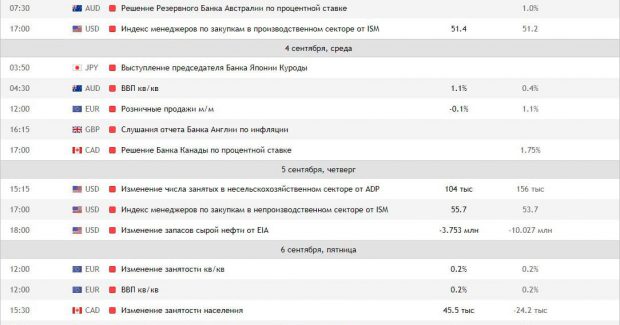 07:30 AUD Решение Резервного Банка Австралии по процентной ставке 1.0%
17:00 USD Индекс менеджеров по закупкам в производственном секторе от ISM 51.4 51.2
4 сентября, среда
03:50 JPY Выступление председателя Банка Японии Куроды
04:30 AUD ВВП кв/кв 1.1% 0.4%
12:00 EUR Розничные продажи м/м -0.1% 1.1%
16:15 GBP Слушания отчета Банка Англии по инфляции
17:00 CAD Решение Банка Канады по процентной ставке 1.75%
5 сентября, четверг
15:15 USD Изменение числа занятых в несельскохозяйственном секторе от ADP 104 тыс 156 тыс
17:00 USD Индекс менеджеров по закупкам в непроизводственном секторе от ISM 55.7 53.7
18:00 USD Изменение запасов сырой нефти от EIA -3.753 млн -10.027 млн
6 сентября, пятница
12:00 EUR Изменение занятости кв/кв 0.2% 0.2%
12:00 EUR ВВП кв/кв 0.2% 0.2%
15:30 CAD Изменение занятости населения 45.5 тыс -24.2 тыс